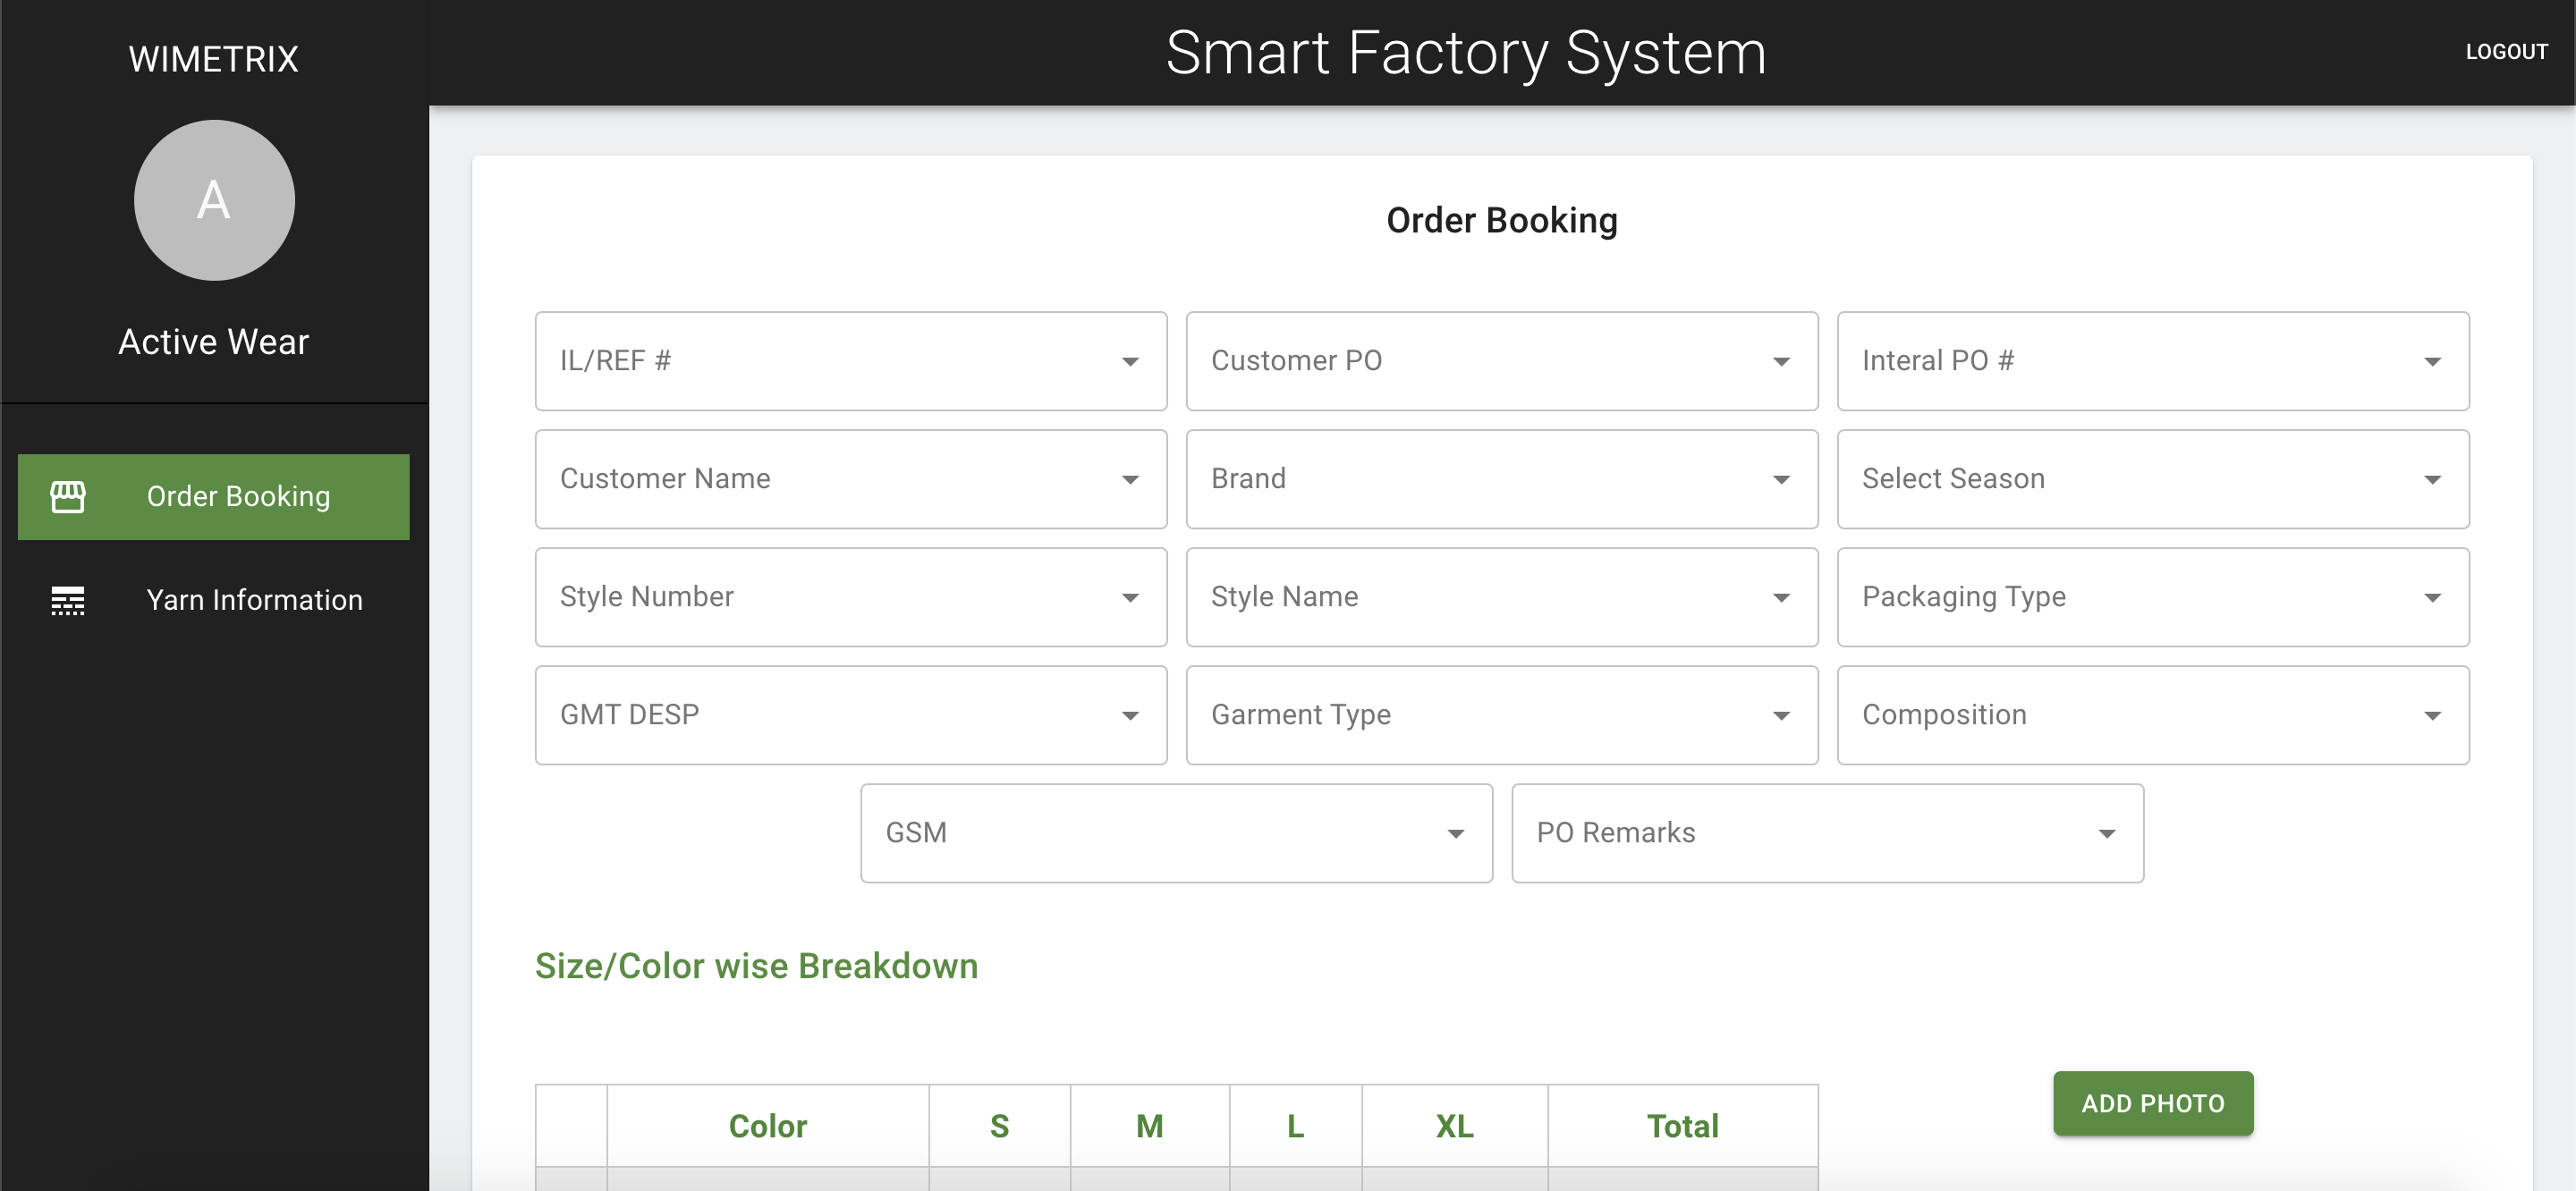 WIMETRIX
A
Active Wear
Order Booking
Yarn Information
Smart Factory System
LOGOUT
Order Booking
IL/REF # Customer PO Interal PO #
Customer Name Brand Select Season
Style Number Style Name Packaging Type
GMT DESP Garment Type Composition
GSM PO Remarks
Size/Color wise Breakdown
Color S M L XL Total
ADD PHOTO